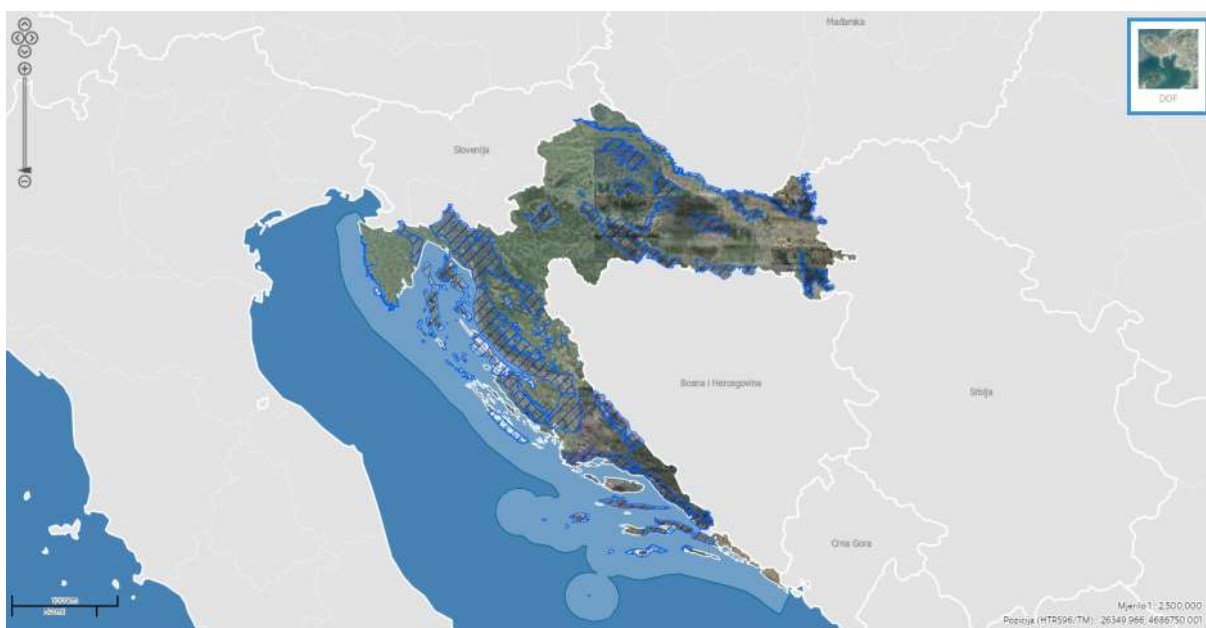 Mađarska
DOF
Slovenija
Bosna i Hercegovina
Srbija
Crna Gora
Mjerilo 1 : 2,500,000
Pozicija (HTRS96/TM) : 26349.966, 4686750.001